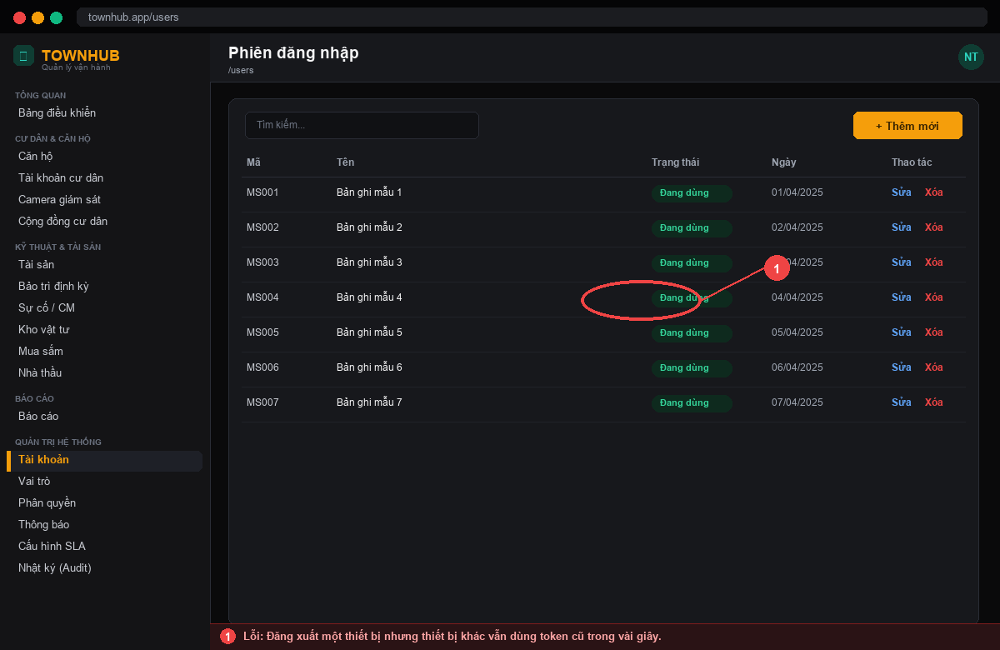 townhub.app/users
TOWNHUB
Quản lý vận hành
TỔNG QUAN
Bảng điều khiển
CƯ DÂN & CĂN HỘ
Căn hộ
Tài khoản cư dân
Camera giám sát
Cộng đồng cư dân
KỸ THUẬT & TÀI SẢN
Tài sản
Bảo trì định kỳ
Sự cố / CM
Kho vật tư
Mua sắm
Nhà thầu
BÁO CÁO
Báo cáo
QUẢN TRỊ HỆ THỐNG
Tài khoản
Vai trò
Phân quyền
Thông báo
Cấu hình SLA
Nhật ký (Audit)
Phiên đăng nhập
/users
NT
Tìm kiếm...
+ Thêm mới
Mã Tên Trạng thái Ngày Thao tác
MS001 Bản ghi mẫu 1 Đang dùng 01/04/2025 Sửa Xóa
MS002 Bản ghi mẫu 2 Đang dùng 02/04/2025 Sửa Xóa
MS003 Bản ghi mẫu 3 Đang dùng 1 04/2025 Sửa Xóa
MS004 Bản ghi mẫu 4 Đang dùng 04/04/2025 Sửa Xóa
MS005 Bản ghi mẫu 5 Đang dùng 05/04/2025 Sửa Xóa
MS006 Bản ghi mẫu 6 Đang dùng 06/04/2025 Sửa Xóa
MS007 Bản ghi mẫu 7 Đang dùng 07/04/2025 Sửa Xóa
1 Lỗi: Đăng xuất một thiết bị nhưng thiết bị khác vẫn dùng token cũ trong vài giây.